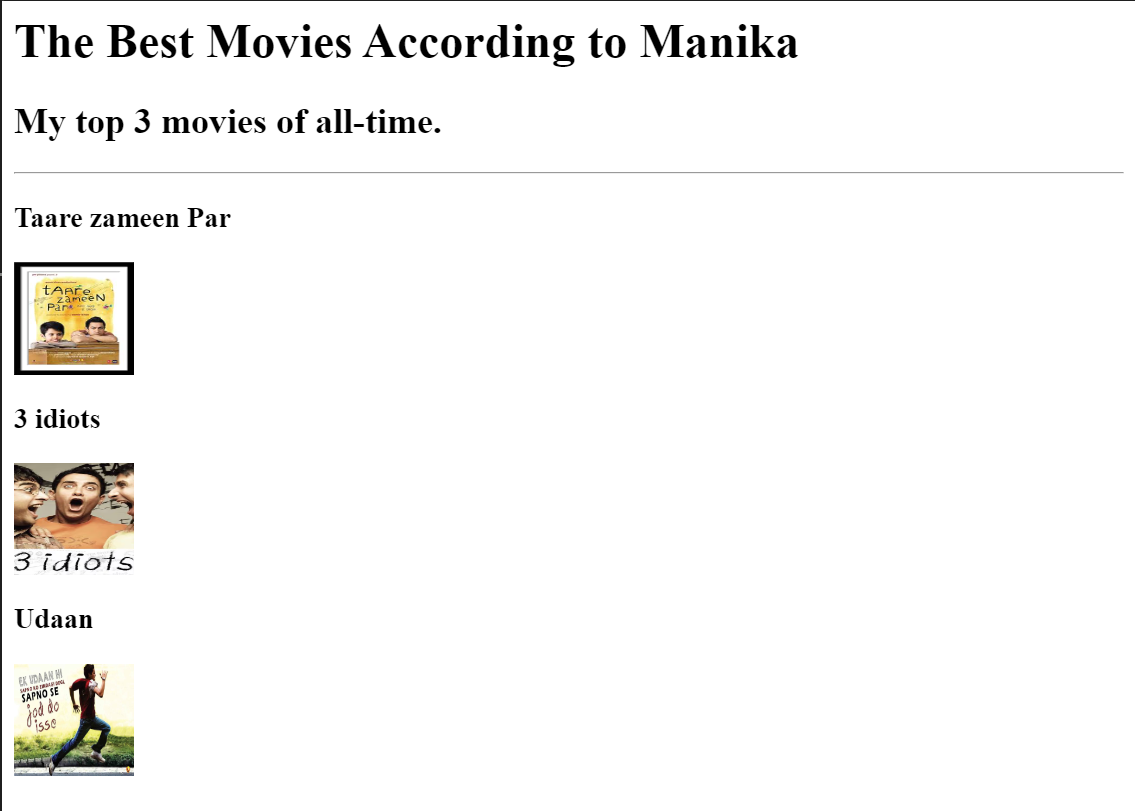 The Best Movies According to Manika
My top 3 movies of all-time.
Taare zameen Par
tAAre
zameeN
Par
3 idiots
3 idiots
Udaan
EK UDAAN HI
SAPNO SE
jod do
isse